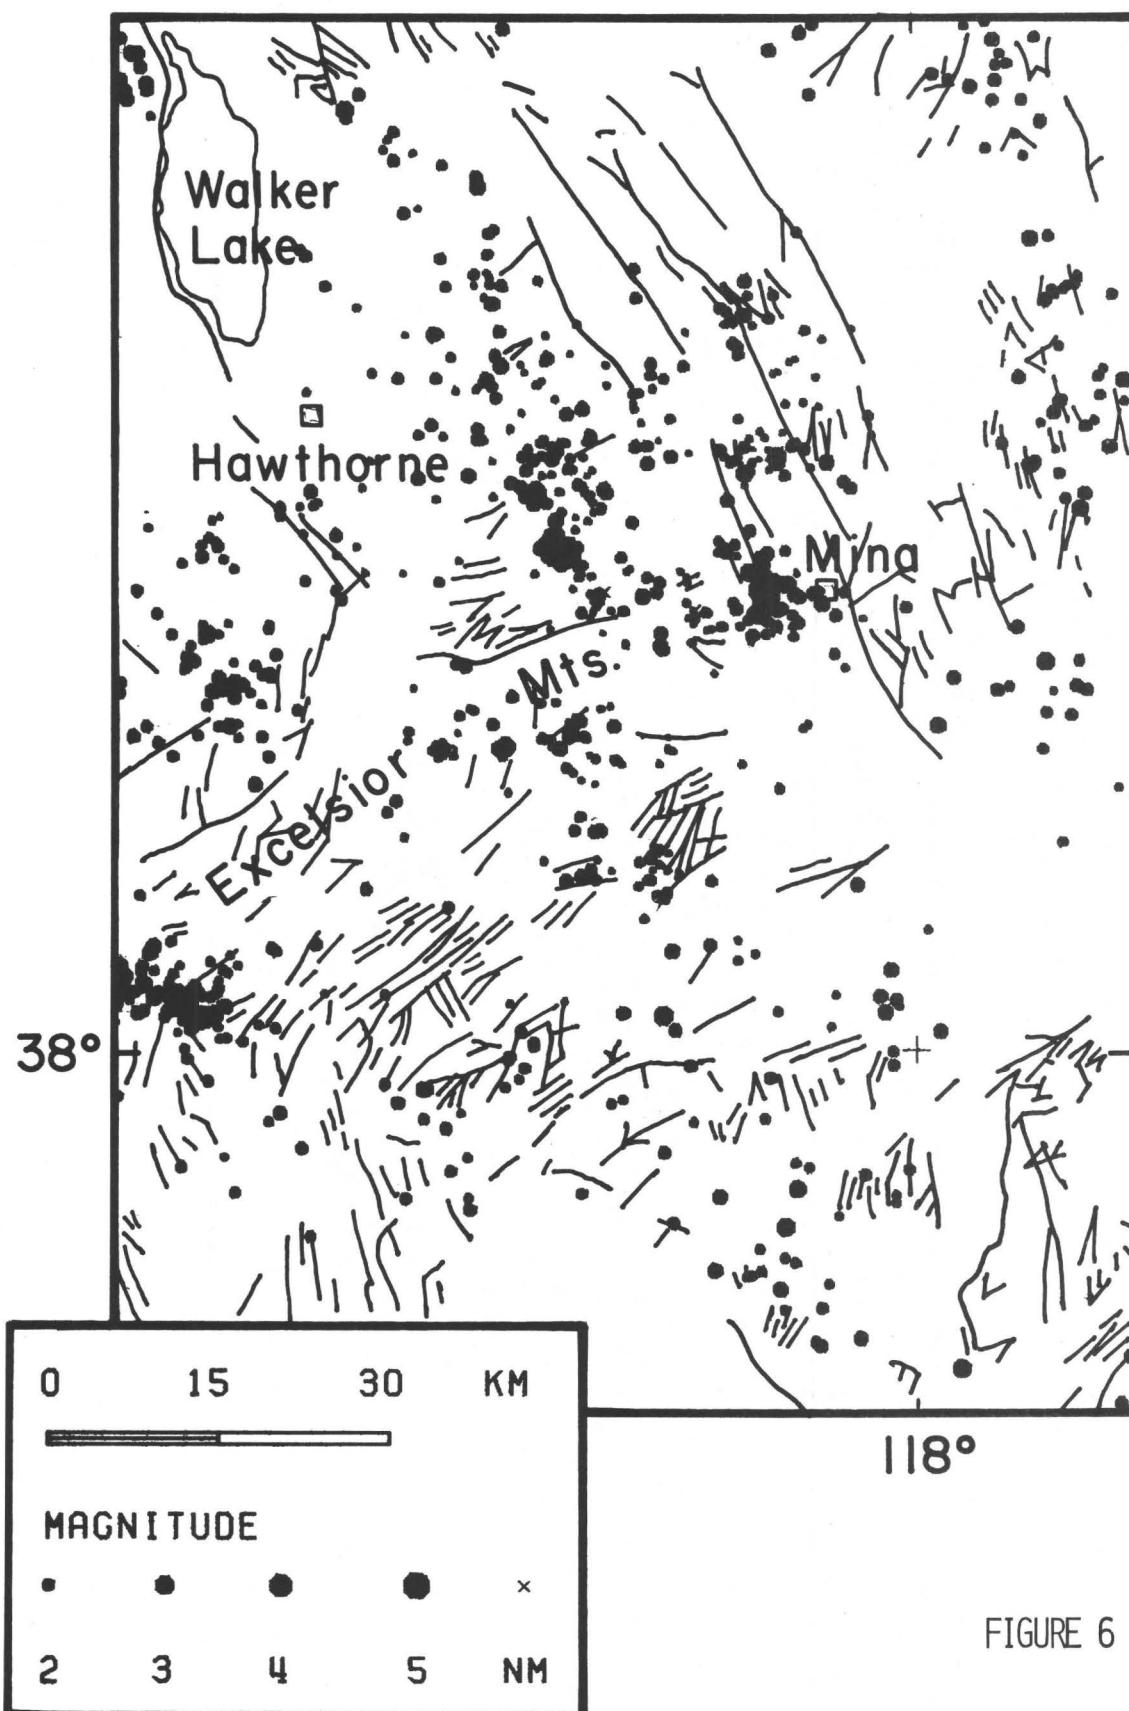 Walker
Lake
Hawthorne
Mina
Excelsior Mts.
38°
118°
0 15 30 KM
MAGNITUDE
2 3 4 5 NM
FIGURE 6